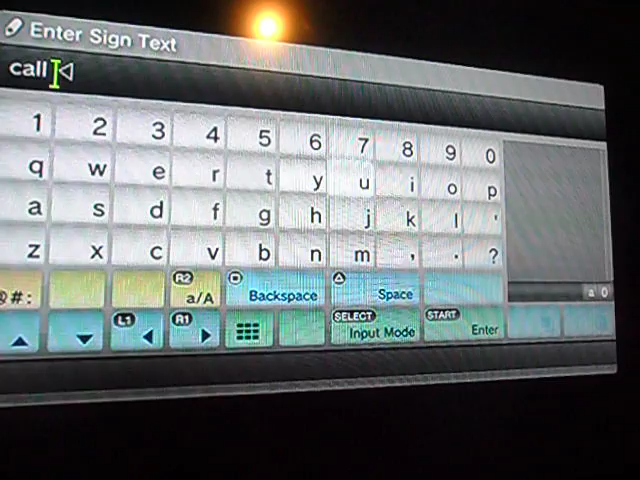 Enter Sign Text
call
1 2 3 4 5 6 7 8 9 0
q w e r t y u i o p
a s d f g h j k l '
z x c v b n m , . ?
@#: R2 a/A Backspace Space
a 0
L1 R1 SELECT Input Mode START Enter